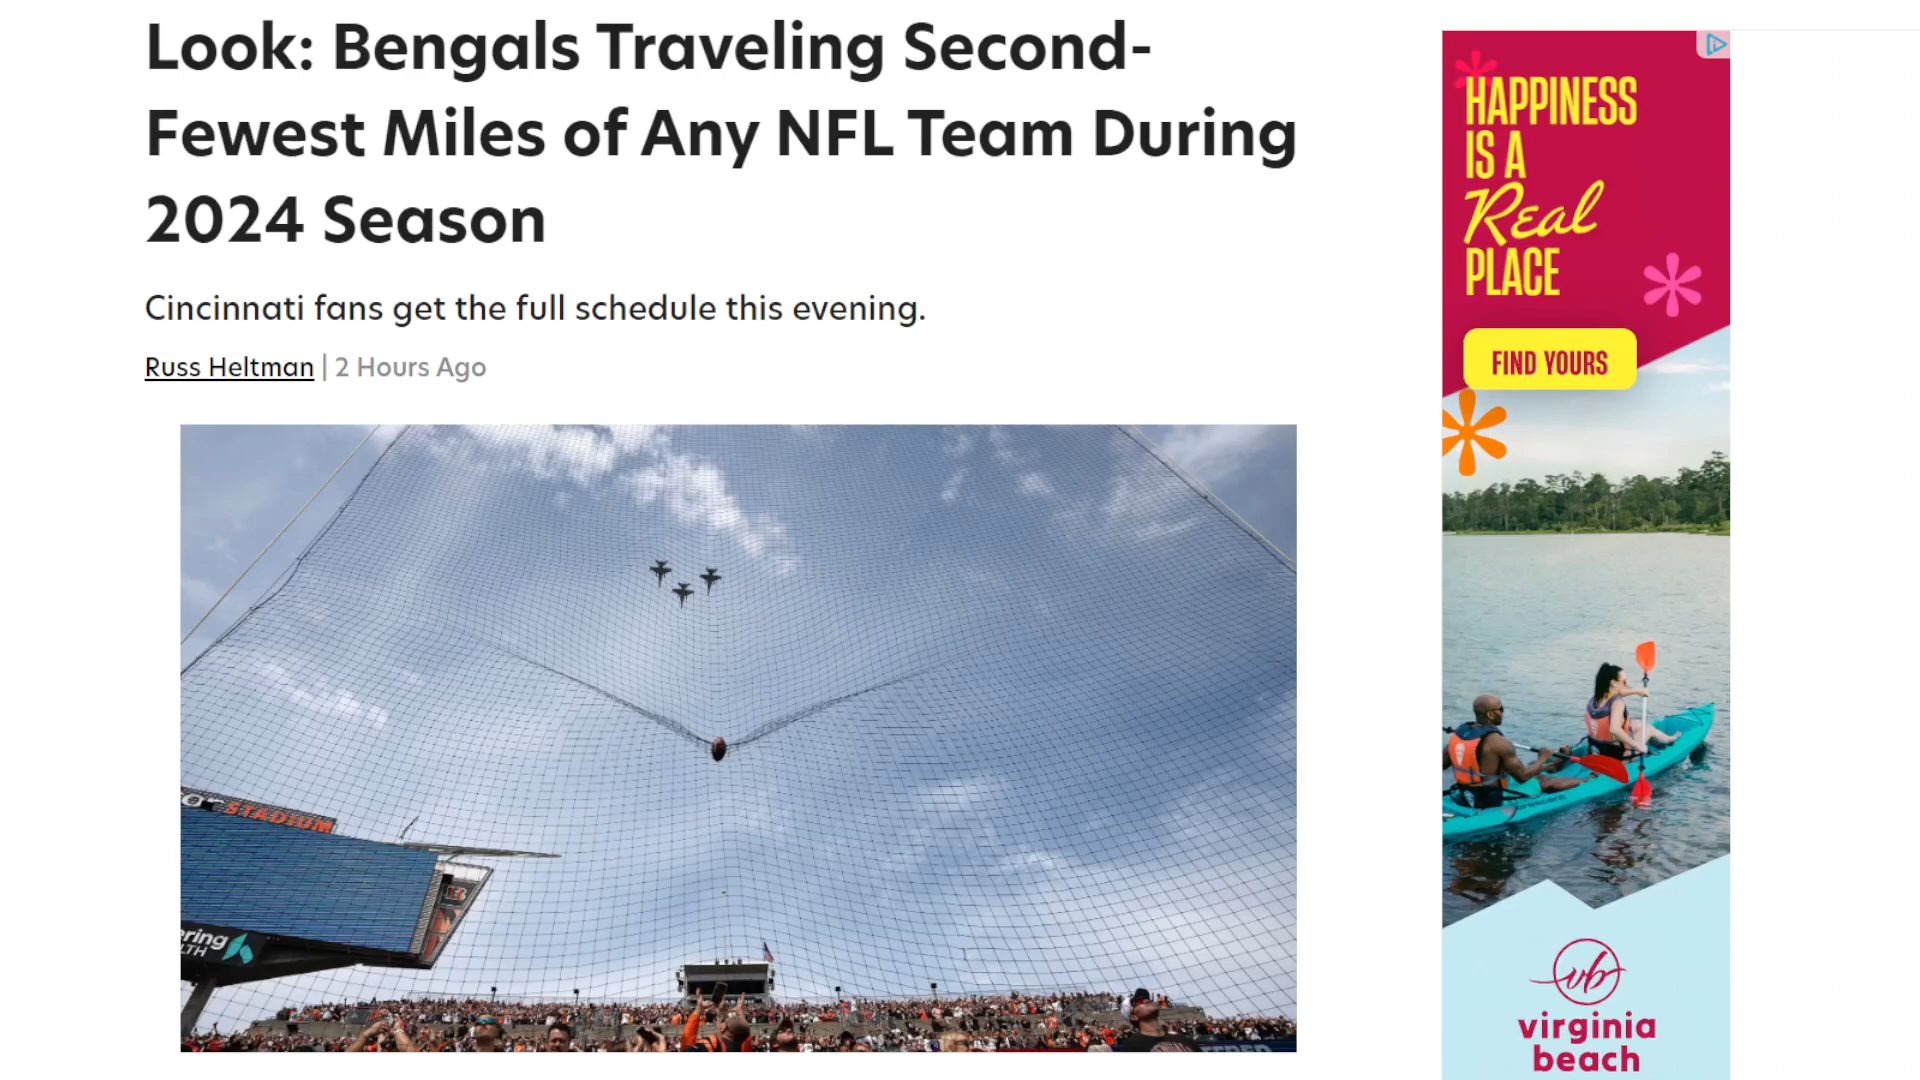 Look: Bengals Traveling Second-
Fewest Miles of Any NFL Team During
2024 Season
Cincinnati fans get the full schedule this evening.
Russ Heltman | 2 Hours Ago
STADIUM
HAPPINESS
IS A
Real
PLACE
FIND YOURS
vb
virginia
beach